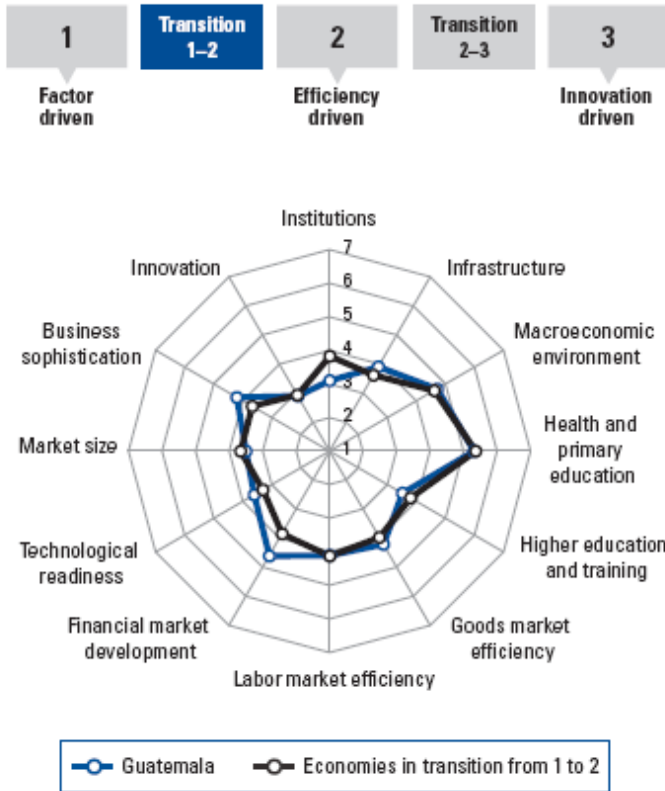 1
Transition
1–2
2
Transition
2–3
3
Factor
driven
Efficiency
driven
Innovation
driven
Institutions
7
6
5
4
3
2
1
Infrastructure
Macroeconomic
environment
Health and
primary
education
Higher education
and training
Goods market
efficiency
Labor market efficiency
Financial market
development
Technological
readiness
Market size
Business
sophistication
Innovation
Guatemala
Economies in transition from 1 to 2